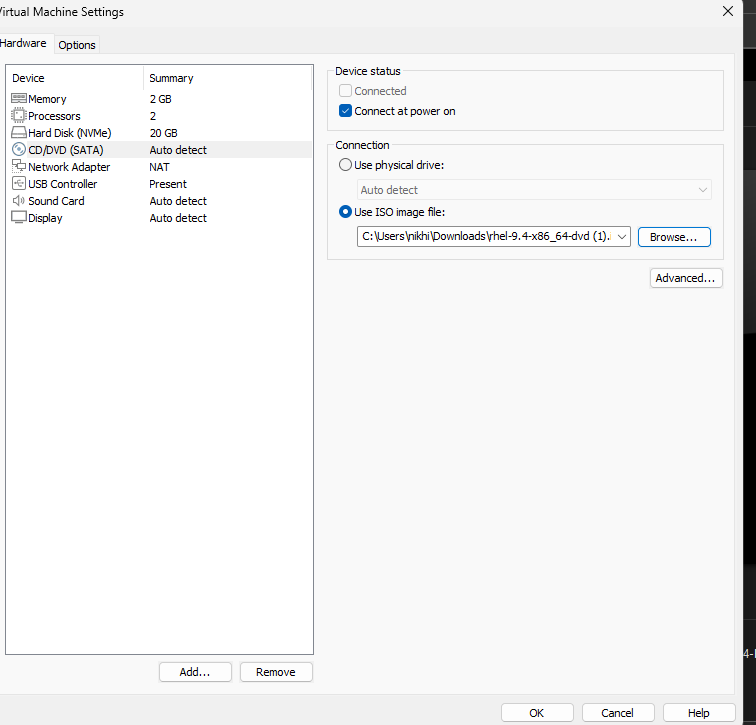 Virtual Machine Settings
Hardware Options
Device Summary
Memory 2 GB
Processors 2
Hard Disk (NVMe) 20 GB
CD/DVD (SATA) Auto detect
Network Adapter NAT
USB Controller Present
Sound Card Auto detect
Display Auto detect
Add...
Remove
Device status
Connected
Connect at power on
Connection
Use physical drive:
Auto detect
Use ISO image file:
C:\Users\nikhi\Downloads\rhel-9.4-x86_64-dvd (1).
Browse...
Advanced...
OK
Cancel
Help